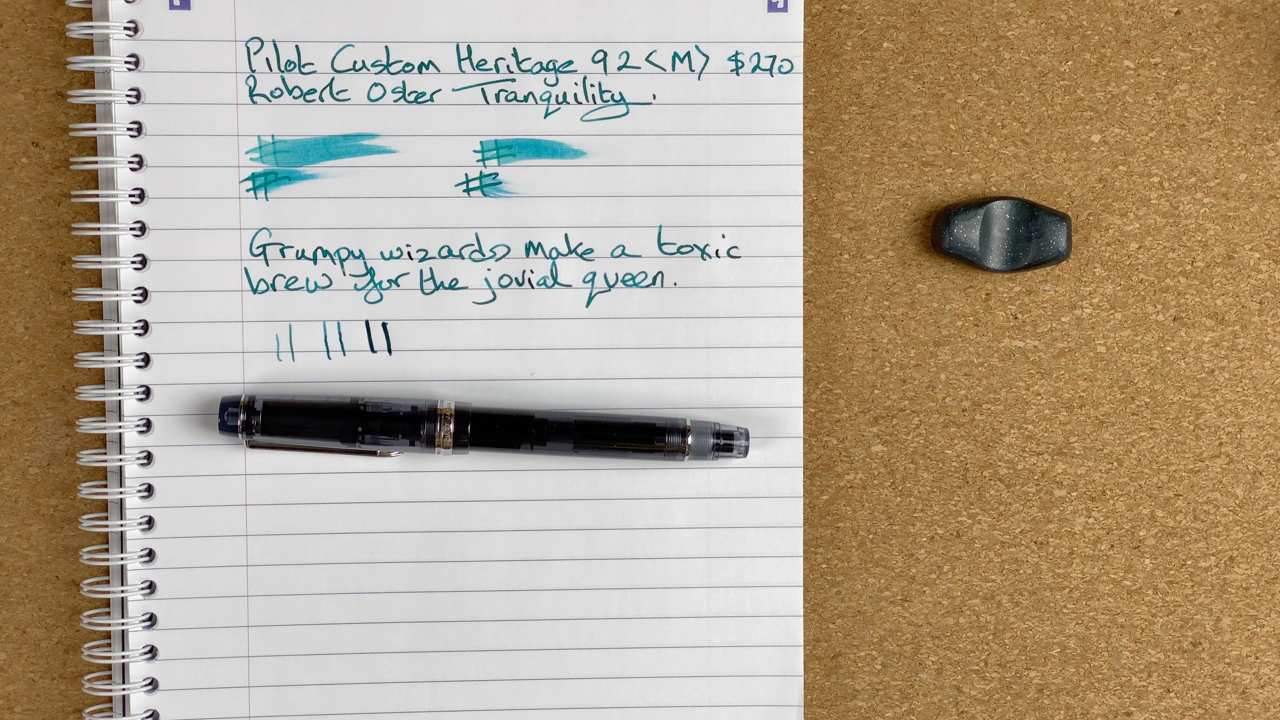 Pilot Custom Heritage 92 <M> $270
Robert Oster Tranquility.
Grumpy wizards make a toxic
brew for the jovial queen.